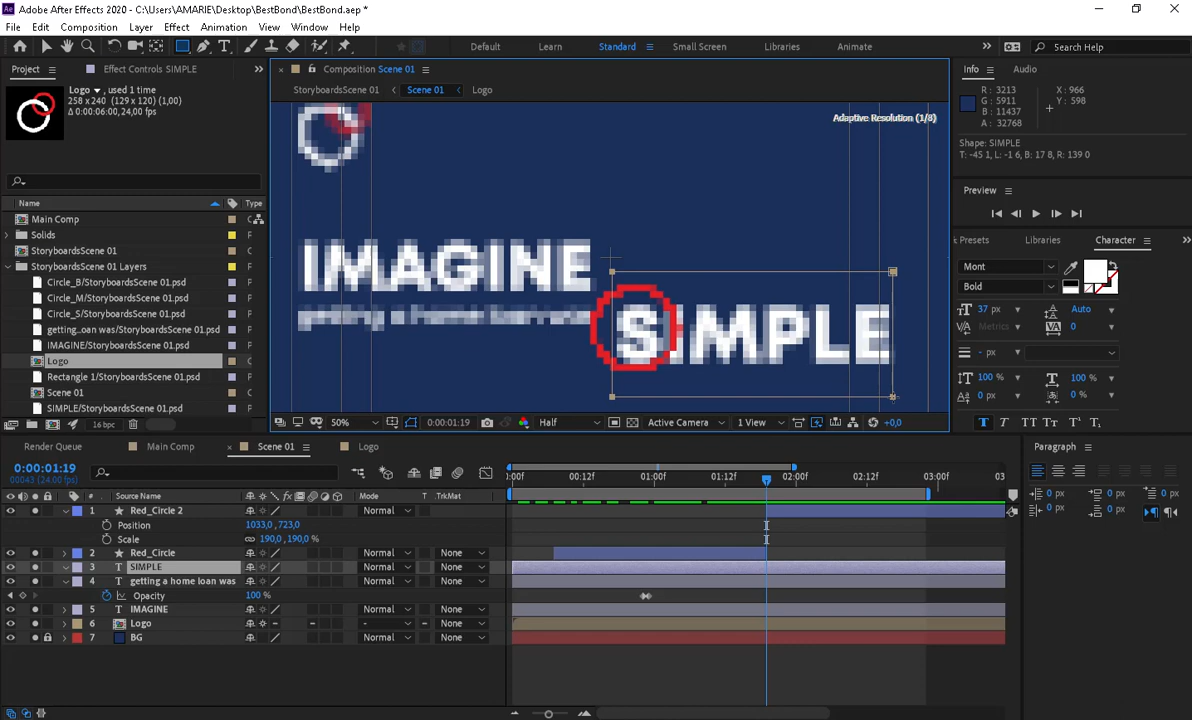 Adobe After Effects 2020 - C:\Users\AMARIE\Desktop\BestBond\BestBond.aep *
File Edit Composition Layer Effect Animation View Window Help
Default Learn Standard Small Screen Libraries Animate Search Help
Project Effect Controls SIMPLE
Logo , used 1 time
258 x 240 (129 x 120) (1,00)
Δ 0:00:06:00, 24,00 fps
Name Type
Main Comp
Solids
StoryboardsScene 01
StoryboardsScene 01 Layers
Circle_B/StoryboardsScene 01.psd
Circle_M/StoryboardsScene 01.psd
Circle_S/StoryboardsScene 01.psd
getting...oan was/StoryboardsScene 01.psd
IMAGINE/StoryboardsScene 01.psd
Logo
Rectangle 1/StoryboardsScene 01.psd
Scene 01
SIMPLE/StoryboardsScene 01.psd
16 bpc
Composition Scene 01
StoryboardsScene 01 Scene 01 Logo
Adaptive Resolution (1/8)
IMAGINE
SIMPLE
50% 0:00:01:19 Half Active Camera 1 View +0,0
Info Audio
R : 3213
G : 5911
B : 11437
A : 32768
X : 966
Y : 598
Shape: SIMPLE
T: -45 1, L: -1 6, B: 17 8, R: 139 0
Preview
Presets Libraries Character
Mont
Bold
37 px Auto
Metrics 0
- px
100 % 100 %
0 px 0 %
T T TT Tt T¹ T₁
Paragraph
0 px 0 px
0 px 0 px
0 px
Render Queue Main Comp Scene 01 Logo
0:00:01:19
00043 (24.00 fps)
:00f 00:12f 01:00f 01:12f 02:00f 02:12f 03:00f 03
# Source Name Mode T TrkMat
1 Red_Circle 2 Normal
Position 1033,0,723,0
Scale 190,0,190,0 %
2 Red_Circle Normal None
3 T SIMPLE Normal None
4 T getting a home loan was Normal None
Opacity 100 %
5 T IMAGINE Normal None
6 Logo - None
7 BG Normal None